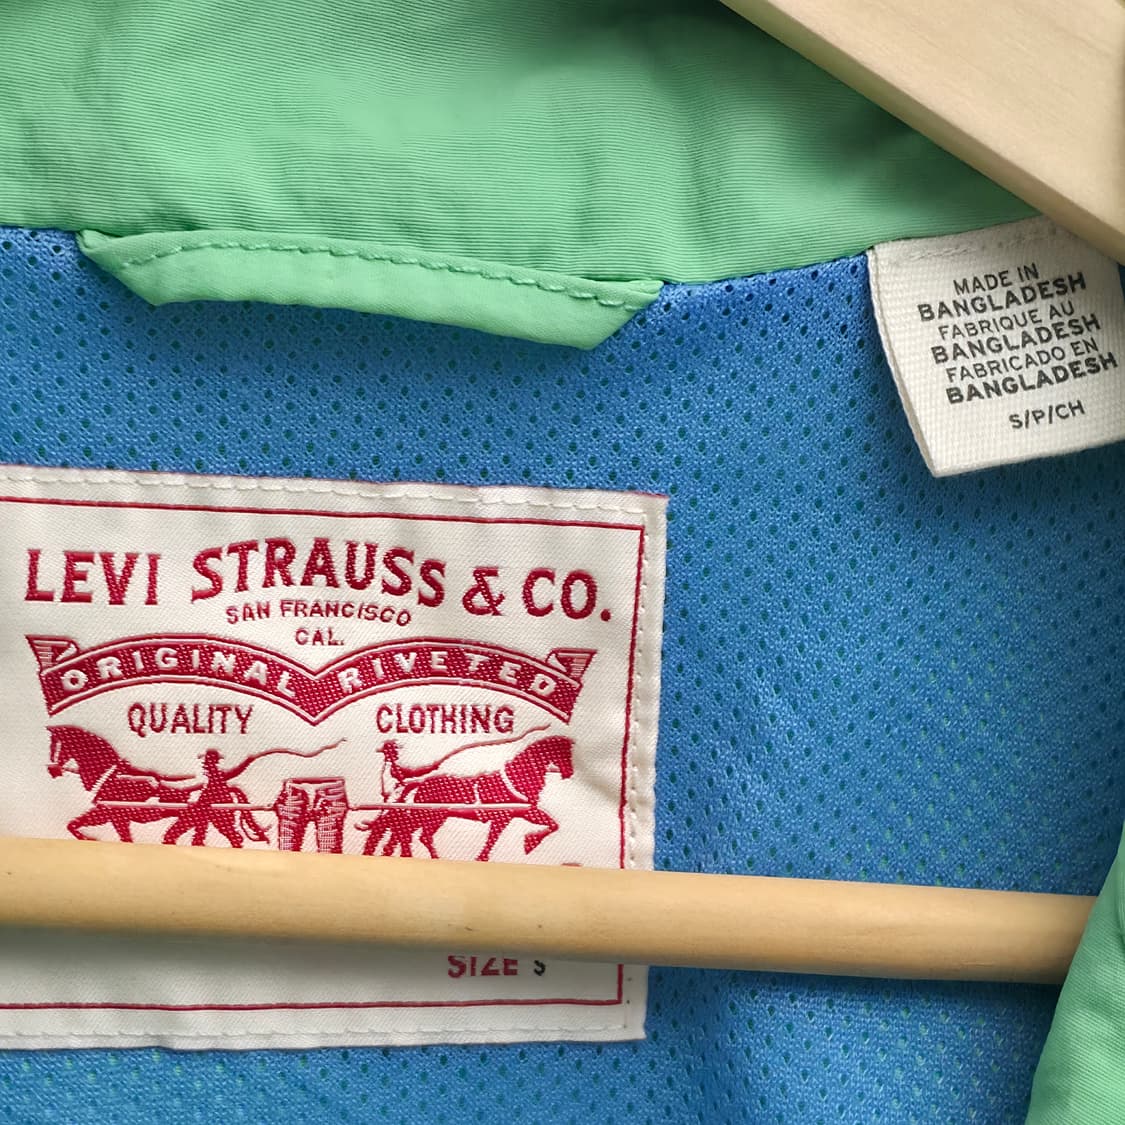 MADE IN
BANGLADESH
FABRIQUE AU
BANGLADESH
FABRICADO EN
BANGLADESH
S/P/CH
LEVI STRAUSS & CO.
SAN FRANCISCO
CAL.
ORIGINAL RIVETED
QUALITY CLOTHING
SIZE S